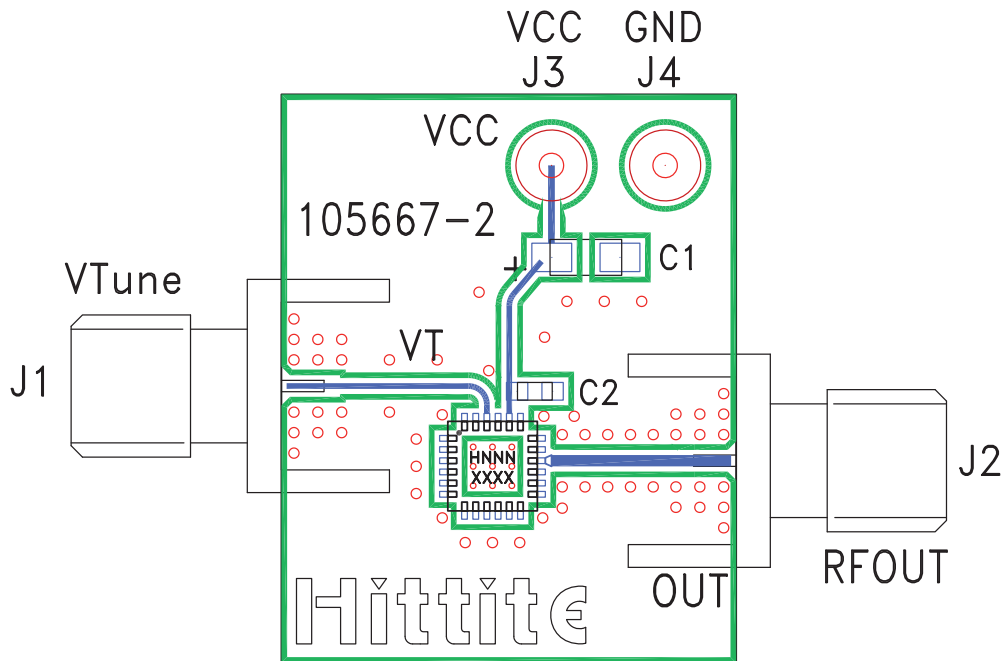 VCC GND
J3 J4
VCC
105667-2
C1
VTune
VT
J1
C2
HNNN
XXXX
J2
RFOUT
OUT
Hittite